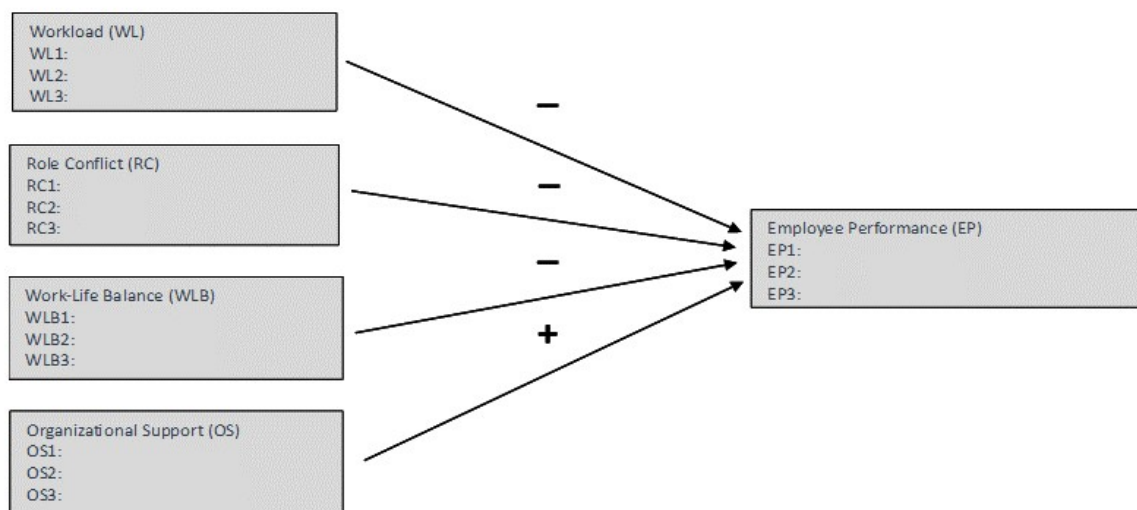 Workload (WL)
WL1:
WL2:
WL3:
Role Conflict (RC)
RC1:
RC2:
RC3:
Work-Life Balance (WLB)
WLB1:
WLB2:
WLB3:
Organizational Support (OS)
OS1:
OS2:
OS3:
–
–
–
+
Employee Performance (EP)
EP1:
EP2:
EP3: